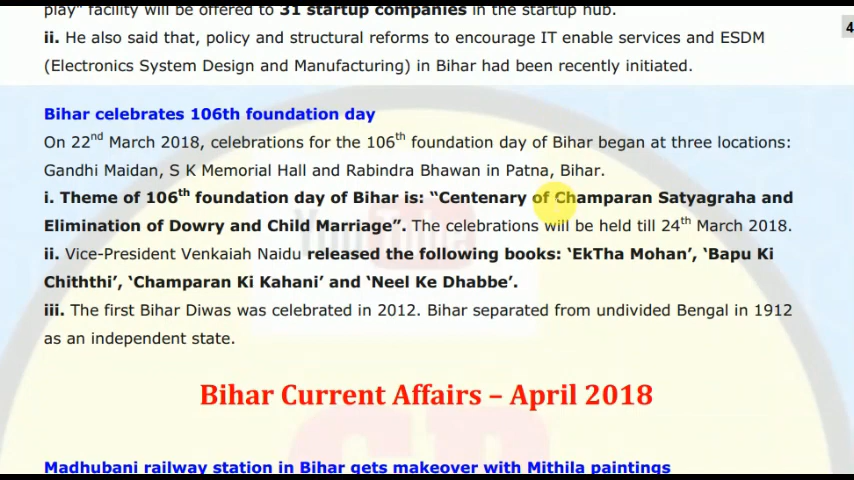 play” facility will be offered to 31 startup companies in the startup hub.
4
ii. He also said that, policy and structural reforms to encourage IT enable services and ESDM
(Electronics System Design and Manufacturing) in Bihar had been recently initiated.
Bihar celebrates 106th foundation day
On 22nd March 2018, celebrations for the 106th foundation day of Bihar began at three locations:
Gandhi Maidan, S K Memorial Hall and Rabindra Bhawan in Patna, Bihar.
i. Theme of 106th foundation day of Bihar is: “Centenary of Champaran Satyagraha and
Elimination of Dowry and Child Marriage”. The celebrations will be held till 24th March 2018.
ii. Vice-President Venkaiah Naidu released the following books: ‘EkTha Mohan’, ‘Bapu Ki
Chiththi’, ‘Champaran Ki Kahani’ and ‘Neel Ke Dhabbe’.
iii. The first Bihar Diwas was celebrated in 2012. Bihar separated from undivided Bengal in 1912
as an independent state.
Bihar Current Affairs – April 2018
Madhubani railway station in Bihar gets makeover with Mithila paintings
YouTube